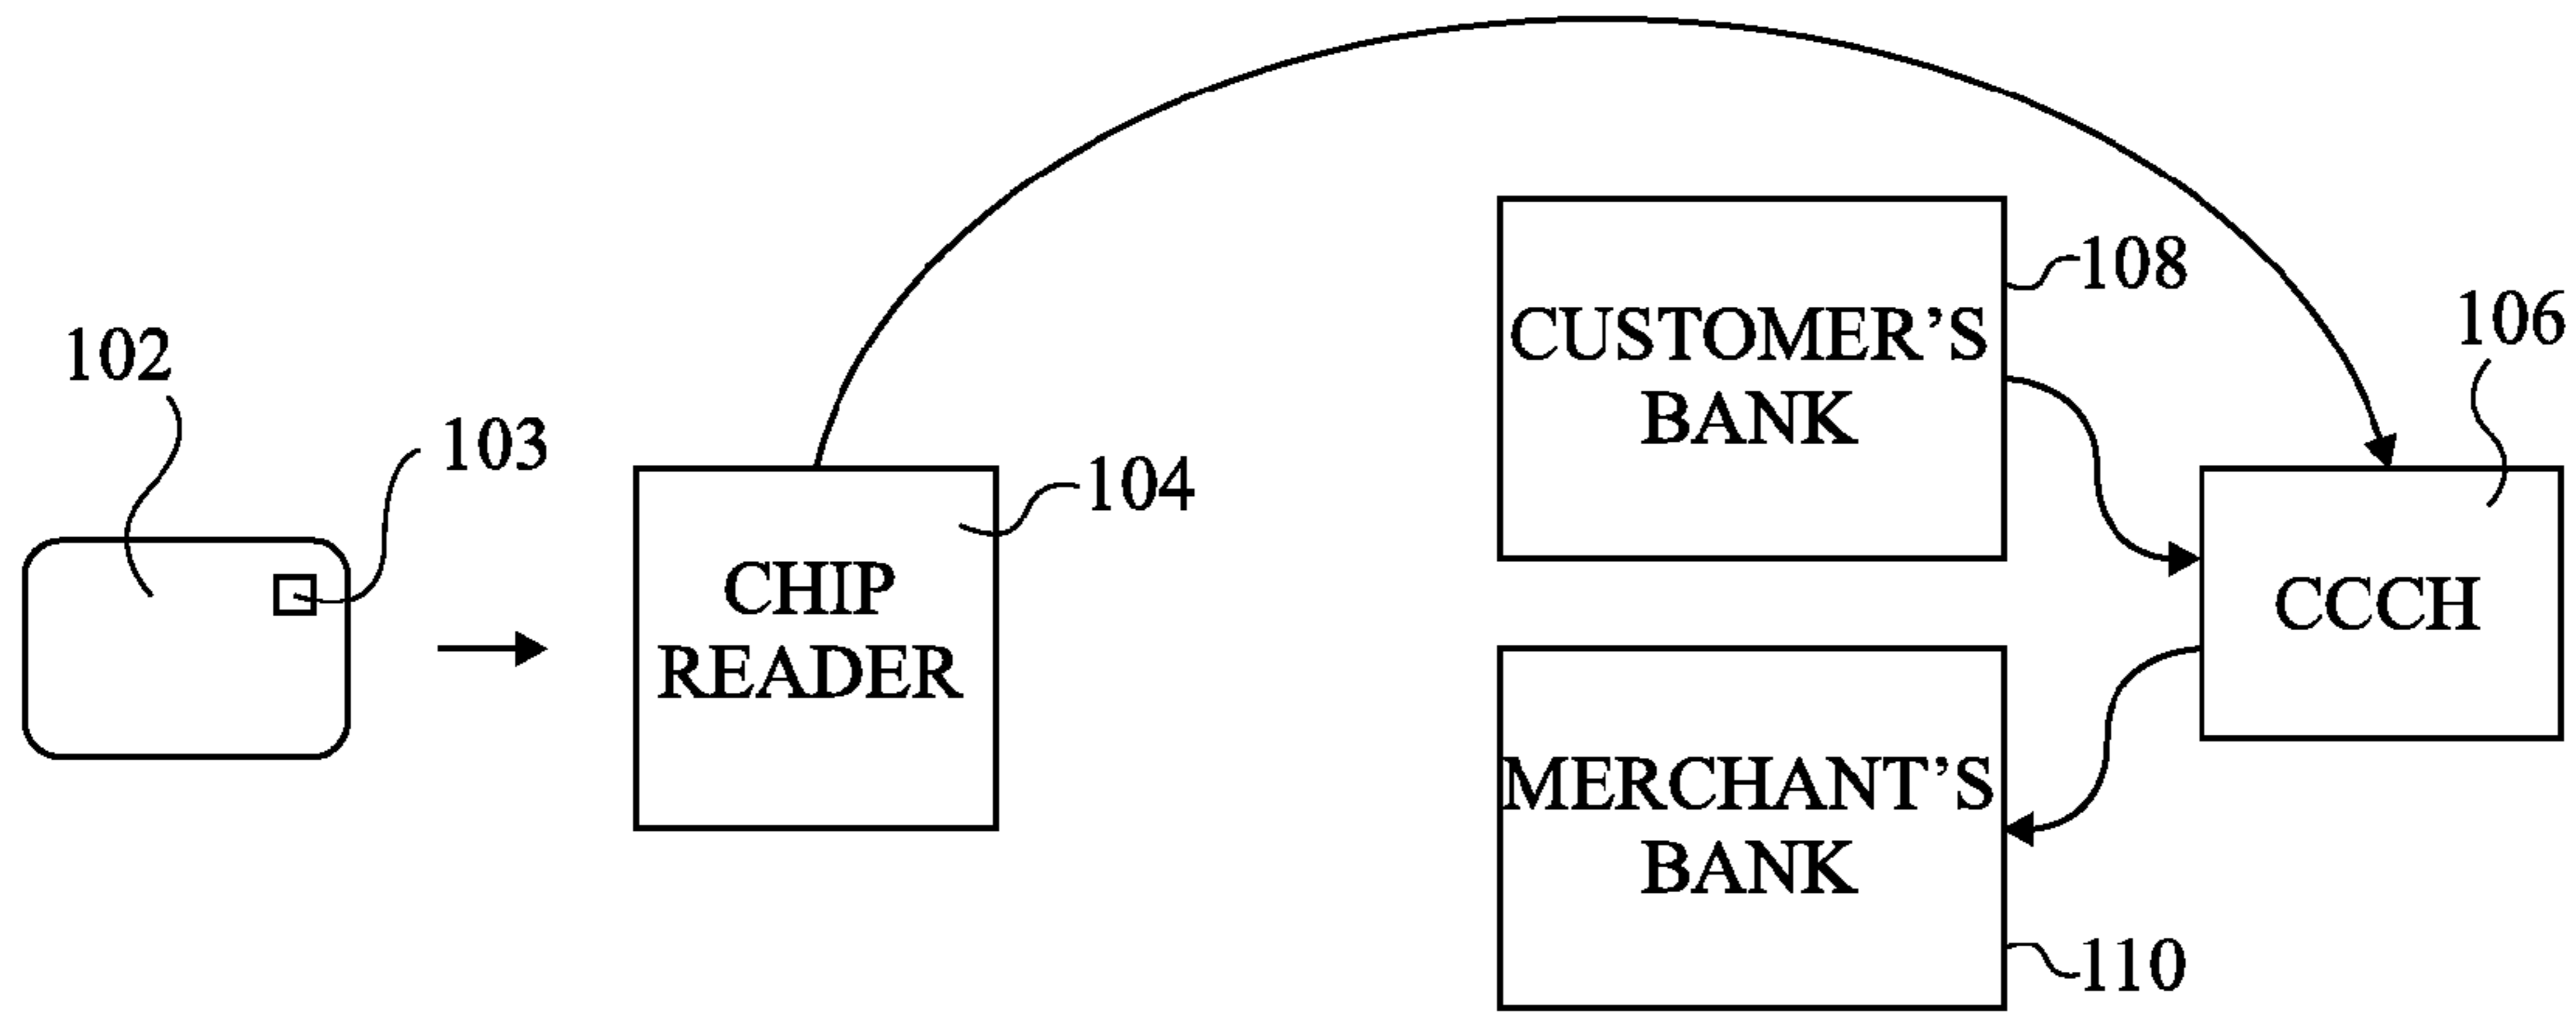 102
103
CHIP
READER
104
CUSTOMER’S
BANK
108
MERCHANT’S
BANK
110
CCCH
106